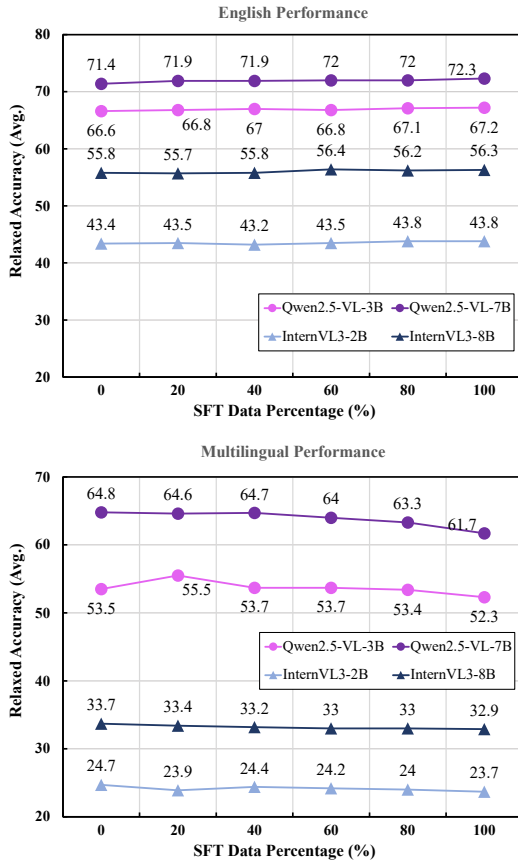 English Performance
80
71.4 71.9 71.9 72 72 72.3
70
66.6 66.8 67 66.8 67.1 67.2
60
55.8 55.7 55.8 56.4 56.2 56.3
50
43.4 43.5 43.2 43.5 43.8 43.8
40
Qwen2.5-VL-3B Qwen2.5-VL-7B
30
InternVL3-2B InternVL3-8B
20
0 20 40 60 80 100
SFT Data Percentage (%)
Relaxed Accuracy (Avg.)
Multilingual Performance
70
64.8 64.6 64.7 64 63.3 61.7
60
53.5 55.5 53.7 53.7 53.4 52.3
50
Qwen2.5-VL-3B Qwen2.5-VL-7B
40
InternVL3-2B InternVL3-8B
33.7 33.4 33.2 33 33 32.9
30
24.7 23.9 24.4 24.2 24 23.7
20
0 20 40 60 80 100
SFT Data Percentage (%)
Relaxed Accuracy (Avg.)